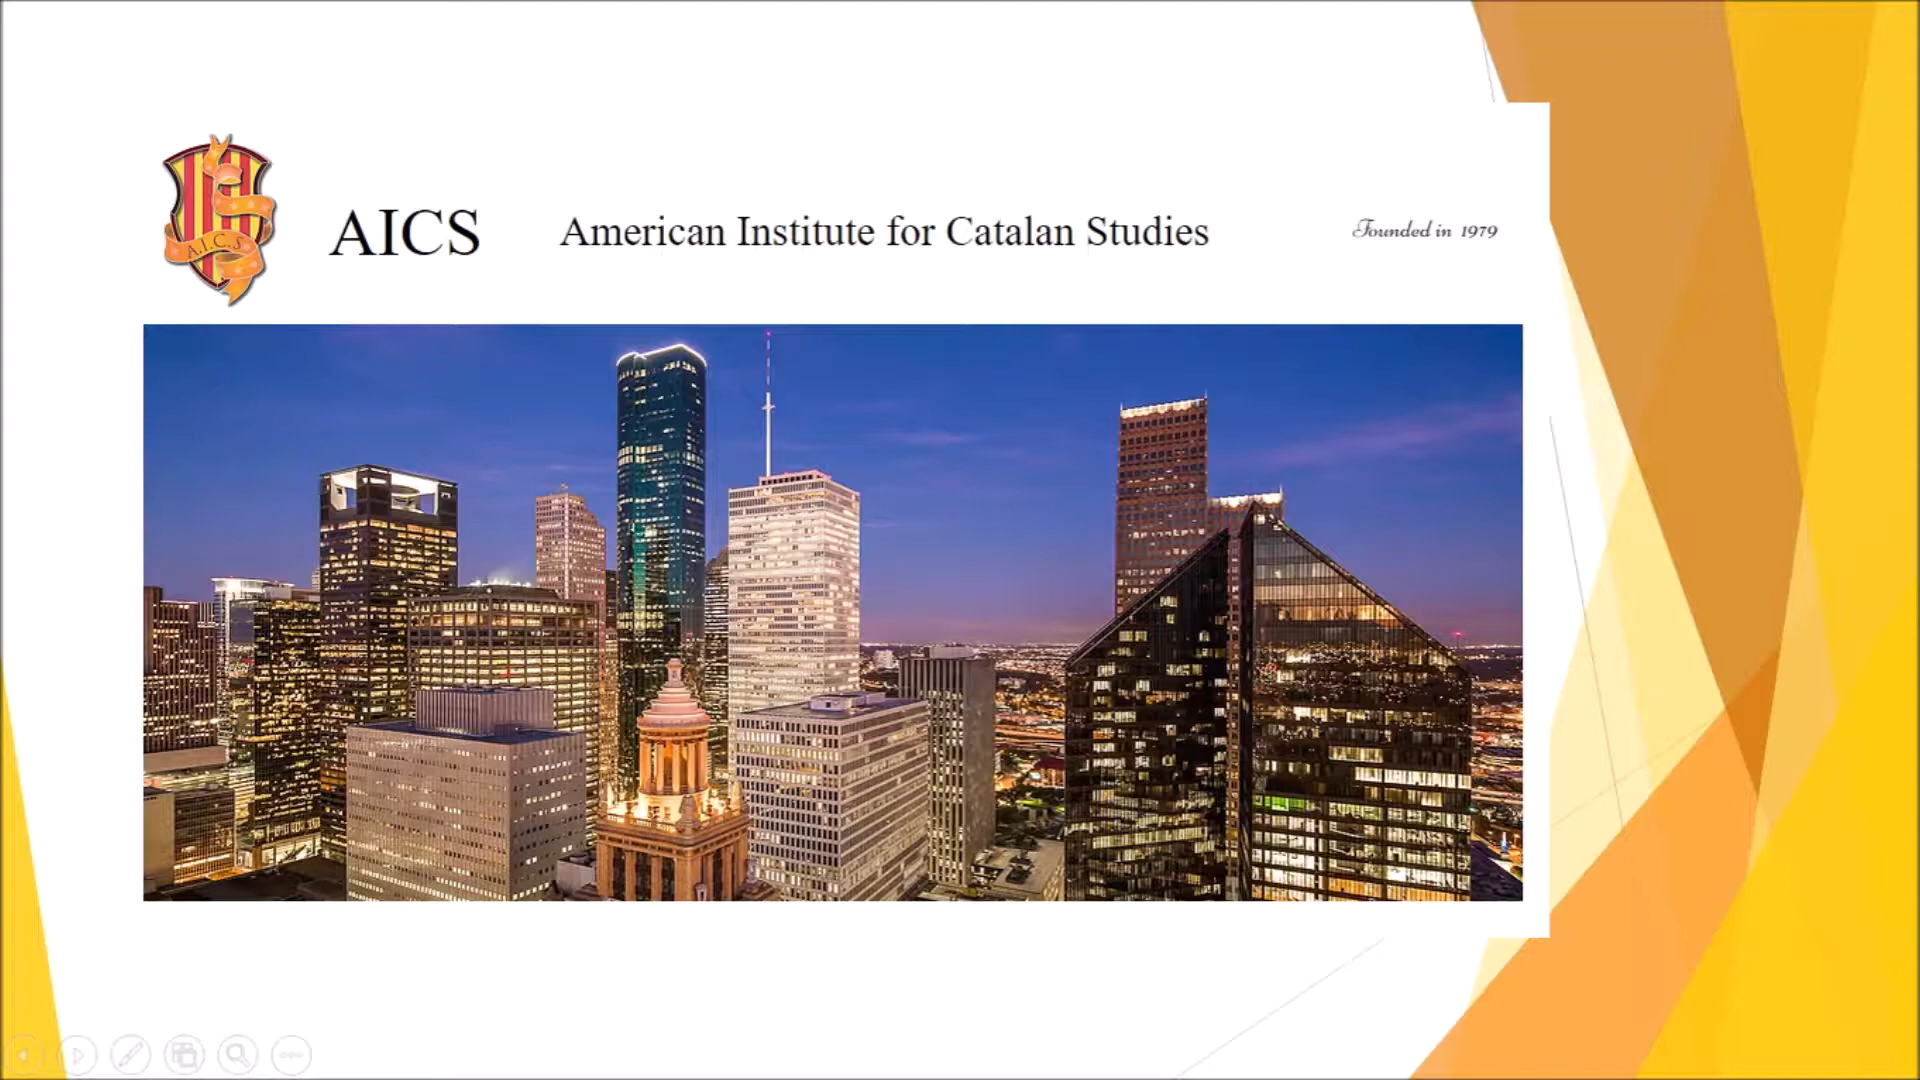 A.I.C.S
AICS
American Institute for Catalan Studies
Founded in 1979